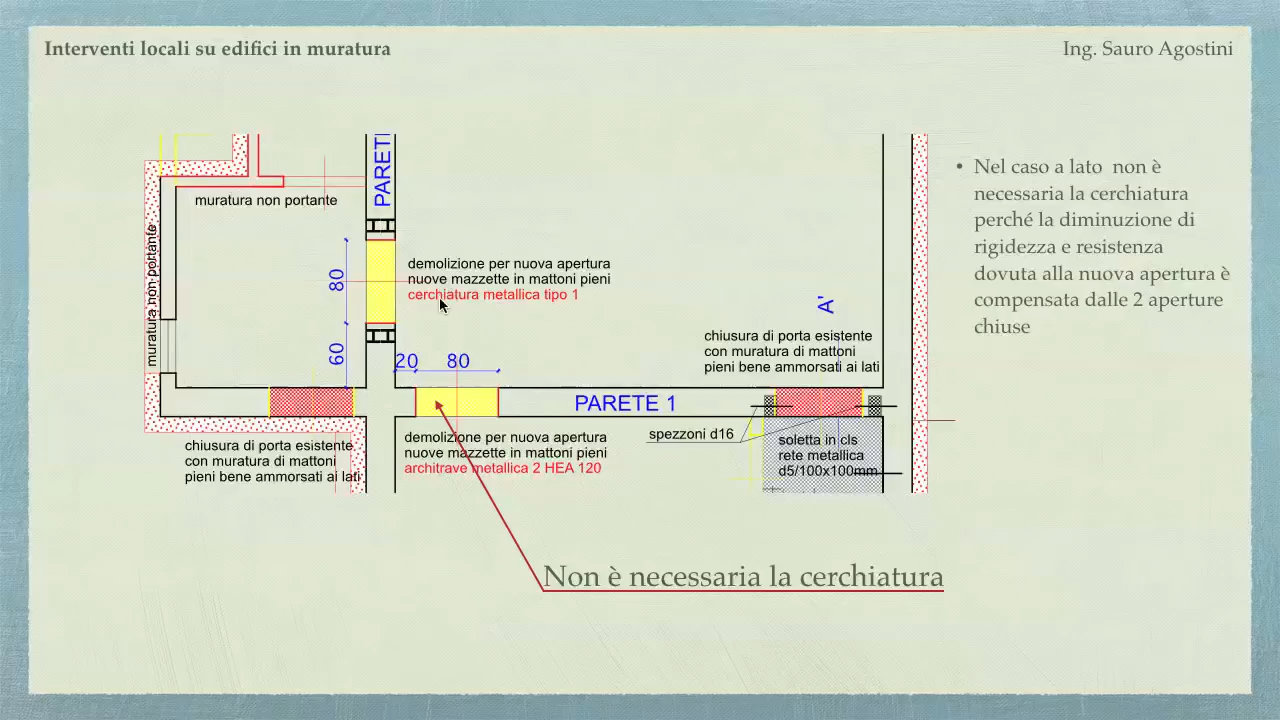 Interventi locali su edifici in muratura
Ing. Sauro Agostini
PARETI
muratura non portante
muratura non portante
80
demolizione per nuova apertura
nuove mazzette in mattoni pieni
cerchiatura metallica tipo 1
60
20
80
A'
chiusura di porta esistente
con muratura di mattoni
pieni bene ammorsati ai lati
PARETE 1
spezzoni d16
soletta in cls
rete metallica
d5/100x100mm
chiusura di porta esistente
con muratura di mattoni
pieni bene ammorsati ai lati
demolizione per nuova apertura
nuove mazzette in mattoni pieni
architrave metallica 2 HEA 120
Non è necessaria la cerchiatura
• Nel caso a lato non è
necessaria la cerchiatura
perché la diminuzione di
rigidezza e resistenza
dovuta alla nuova apertura è
compensata dalle 2 aperture
chiuse